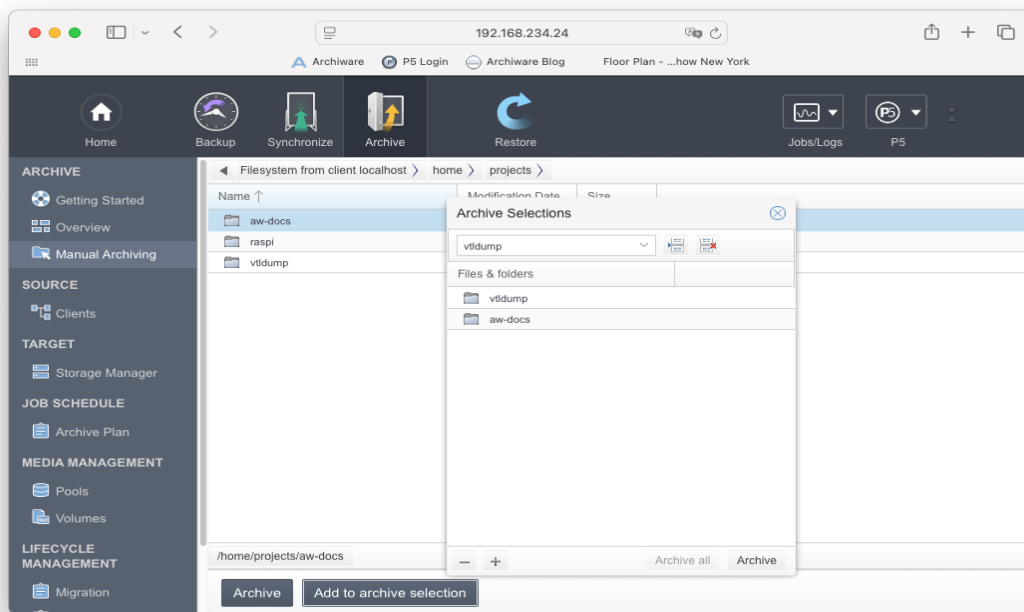 192.168.234.24
Archiware
P5 Login
Archiware Blog
Floor Plan - ...how New York
Home
Backup
Synchronize
Archive
Restore
Jobs/Logs
P5
P5
ARCHIVE
Getting Started
Overview
Manual Archiving
SOURCE
Clients
TARGET
Storage Manager
JOB SCHEDULE
Archive Plan
MEDIA MANAGEMENT
Pools
Volumes
LIFECYCLE
MANAGEMENT
Migration
Filesystem from client localhost
home
projects
Name
Modification Date
Size
aw-docs
raspi
vtldump
Archive Selections
vtldump
Files & folders
vtldump
aw-docs
Archive all
Archive
/home/projects/aw-docs
Archive
Add to archive selection